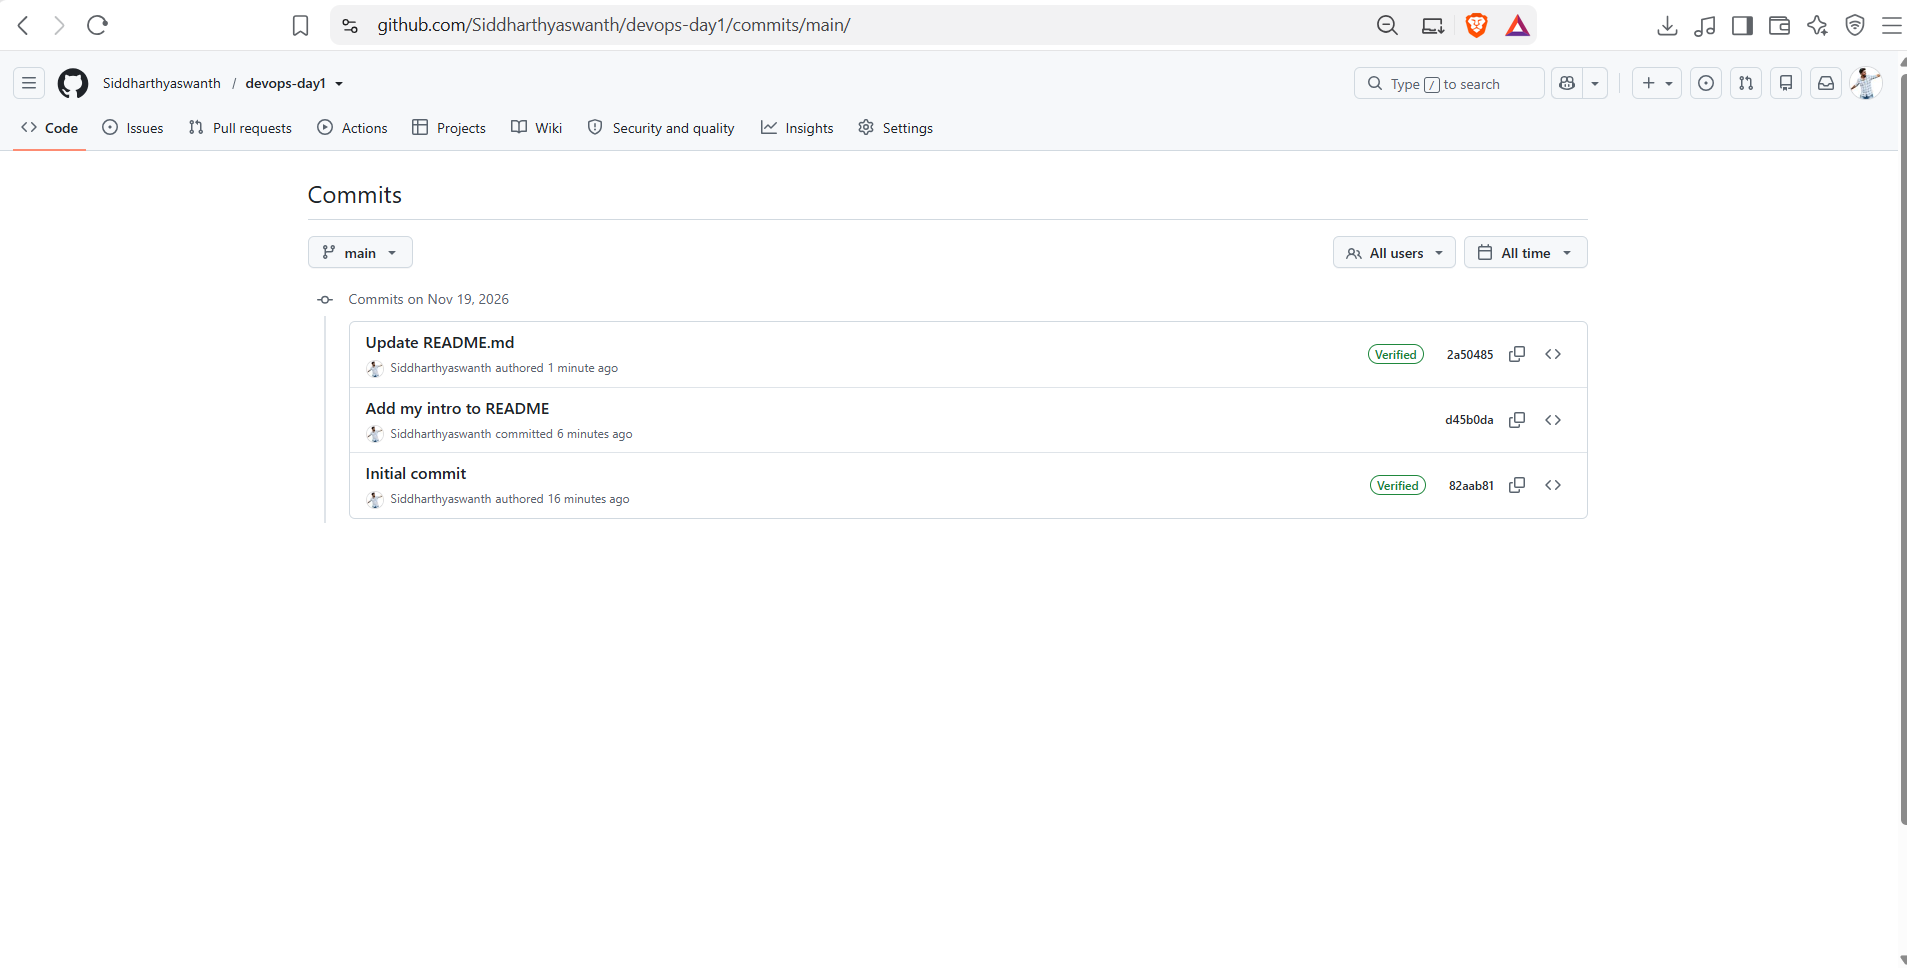 github.com/Siddharthyaswanth/devops-day1/commits/main/
Siddharthyaswanth / devops-day1
Type / to search
Code Issues Pull requests Actions Projects Wiki Security and quality Insights Settings
Commits
main All users All time
Commits on Nov 19, 2026
Update README.md
Siddharthyaswanth authored 1 minute ago
Verified 2a50485
Add my intro to README
Siddharthyaswanth committed 6 minutes ago
d45b0da
Initial commit
Siddharthyaswanth authored 16 minutes ago
Verified 82aab81